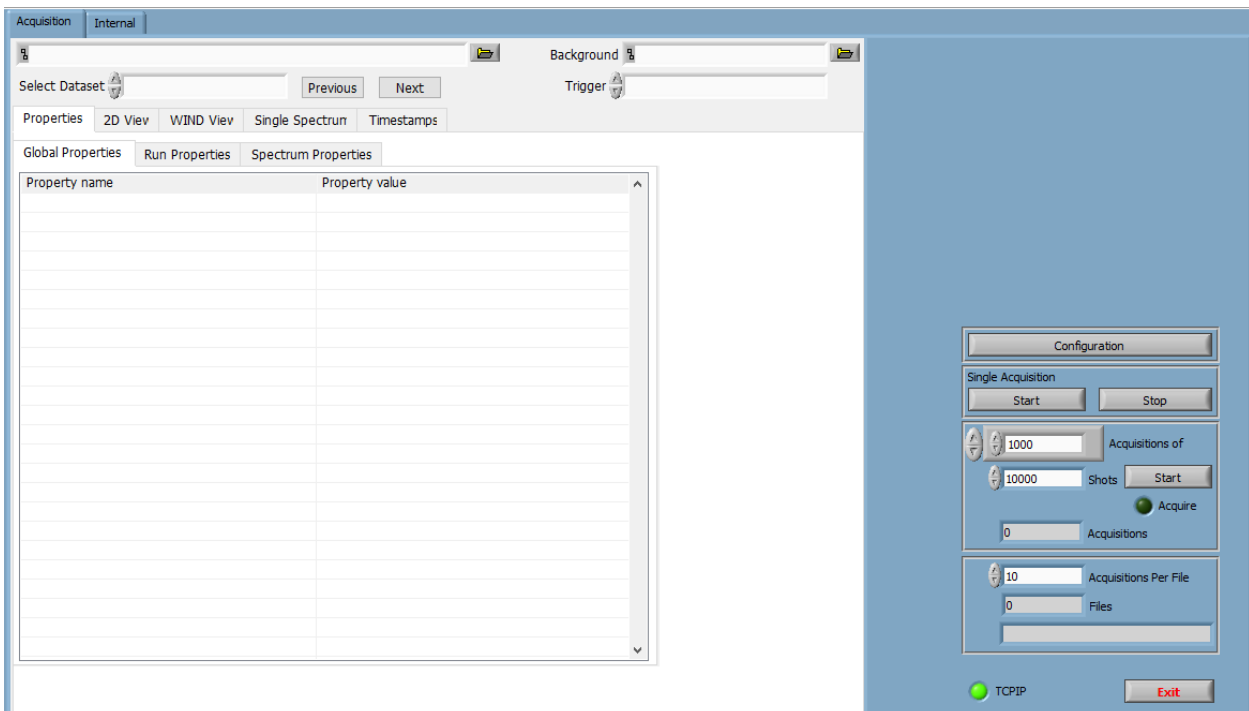 Acquisition Internal
Background
Select Dataset Previous Next Trigger
Properties 2D Viev WIND Viev Single Spectrun Timestamps
Global Properties Run Properties Spectrum Properties
Property name Property value
Configuration
Single Acquisition
Start Stop
1000 Acquisitions of
10000 Shots Start
Acquire
0 Acquisitions
10 Acquisitions Per File
0 Files
TCPIP Exit